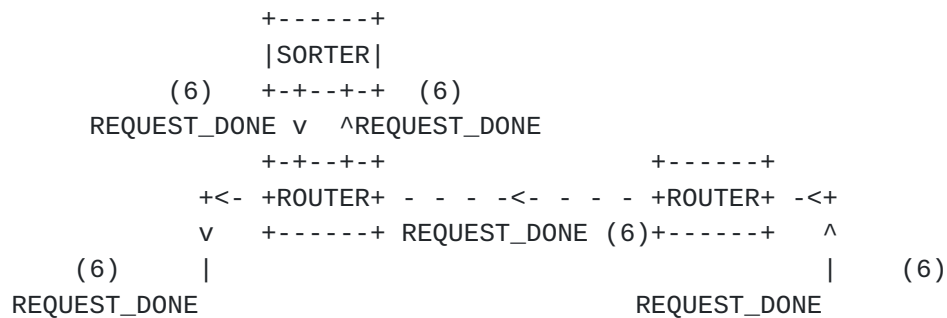 +------+
|SORTER|
(6) +-+--+-+ (6)
REQUEST_DONE v ^REQUEST_DONE
+-+--+-+ +------+
+<- +ROUTER+ - - - -<- - - - +ROUTER+ -<+
v +------+ REQUEST_DONE (6)+------+ ^
(6) | | (6)
REQUEST_DONE REQUEST_DONE